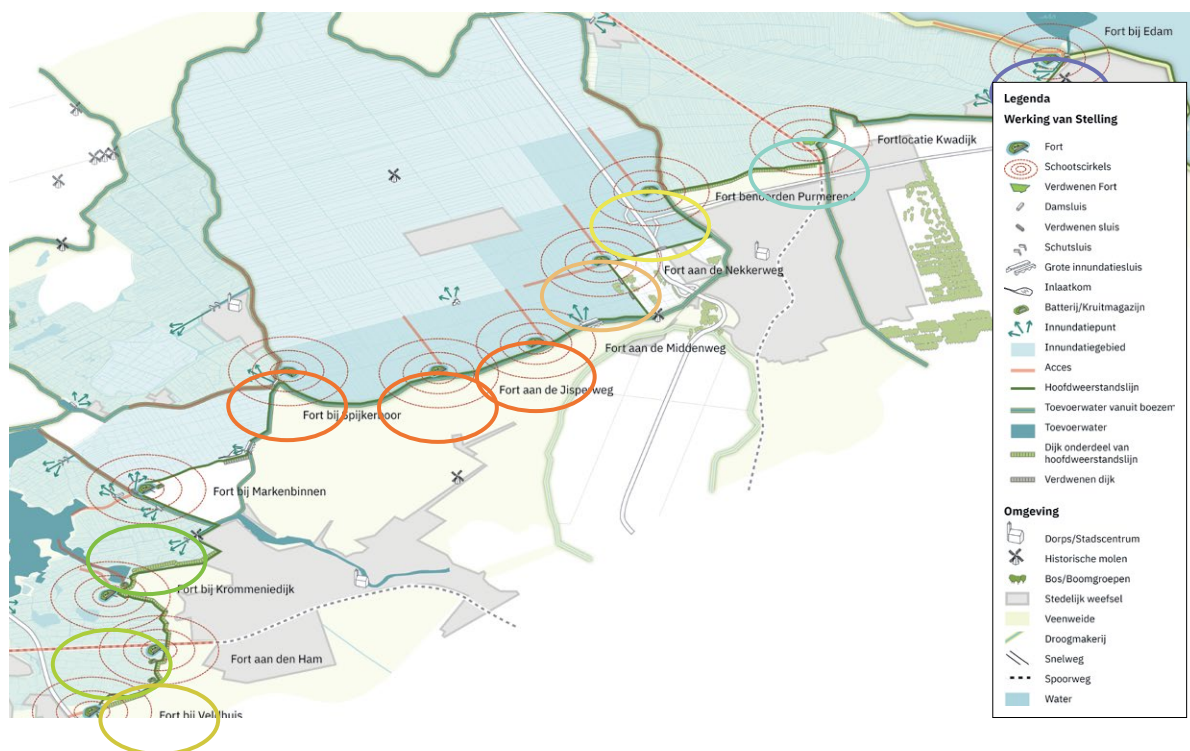 Fort bij Edam
Fortlocatie Kwadijk
Fort benoorden Purmerend
Fort aan de Nekkerweg
Fort aan de Middenweg
Fort aan de Jisperweg
Fort bij Spijkerboor
Fort bij Markenbinnen
Fort bij Krommeniedijk
Fort aan den Ham
Fort bij Veldhuis
Legenda
Werking van Stelling
Fort
Schootscirkels
Verdwenen Fort
Damsluis
Verdwenen sluis
Schutsluis
Grote innundatiesluis
Inlaatkom
Batterij/Kruitmagazijn
Innundatiepunt
Innundatiegebied
Acces
Hoofdweerstandslijn
Toevoerwater vanuit boezem
Toevoerwater
Dijk onderdeel van
hoofdweerstandslijn
Verdwenen dijk
Omgeving
Dorps/Stadscentrum
Historische molen
Bos/Boomgroepen
Stedelijk weefsel
Veenweide
Droogmakerij
Snelweg
Spoorweg
Water